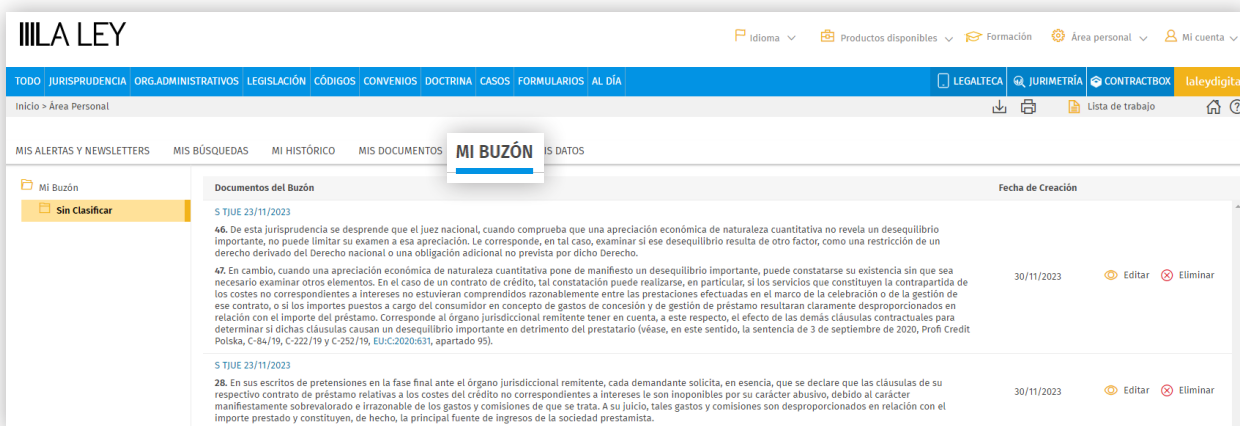 LA LEY
Idioma Productos disponibles Formación Área personal Mi cuenta
TODO JURISPRUDENCIA ORG.ADMINISTRATIVOS LEGISLACIÓN CÓDIGOS CONVENIOS DOCTRINA CASOS FORMULARIOS AL DÍA LEGALTECA JURIMETRÍA CONTRACTBOX laleydigita
Inicio > Área Personal Lista de trabajo
MIS ALERTAS Y NEWSLETTERS MIS BÚSQUEDAS MI HISTÓRICO MIS DOCUMENTOS MI BUZÓN IS DATOS
Mi Buzón Documentos del Buzón Fecha de Creación
Sin Clasificar
S TJUE 23/11/2023
46. De esta jurisprudencia se desprende que el juez nacional, cuando comprueba que una apreciación económica de naturaleza cuantitativa no revela un desequilibrio
importante, no puede limitar su examen a esa apreciación. Le corresponde, en tal caso, examinar si ese desequilibrio resulta de otro factor, como una restricción de un
derecho derivado del Derecho nacional o una obligación adicional no prevista por dicho Derecho.
47. En cambio, cuando una apreciación económica de naturaleza cuantitativa pone de manifiesto un desequilibrio importante, puede constatarse su existencia sin que sea
necesario examinar otros elementos. En el caso de un contrato de crédito, tal constatación puede realizarse, en particular, si los servicios que constituyen la contrapartida de
los costes no correspondientes a intereses no estuvieran comprendidos razonablemente entre las prestaciones efectuadas en el marco de la celebración o de la gestión de
ese contrato, o si los importes puestos a cargo del consumidor en concepto de gastos de concesión y de gestión de préstamo resultaran claramente desproporcionados en
relación con el importe del préstamo. Corresponde al órgano jurisdiccional remitente tener en cuenta, a este respecto, el efecto de las demás cláusulas contractuales para
determinar si dichas cláusulas causan un desequilibrio importante en detrimento del prestatario (véase, en este sentido, la sentencia de 3 de septiembre de 2020, Profi Credit
Polska, C-84/19, C-222/19 y C-252/19, EU:C:2020:631, apartado 95).
30/11/2023 Editar Eliminar
S TJUE 23/11/2023
28. En sus escritos de pretensiones en la fase final ante el órgano jurisdiccional remitente, cada demandante solicita, en esencia, que se declare que las cláusulas de su
respectivo contrato de préstamo relativas a los costes del crédito no correspondientes a intereses le son inoponibles por su carácter abusivo, debido al carácter
manifiestamente sobrevalorado e irrazonable de los gastos y comisiones de que se trata. A su juicio, tales gastos y comisiones son desproporcionados en relación con el
importe prestado y constituyen, de hecho, la principal fuente de ingresos de la sociedad prestamista.
30/11/2023 Editar Eliminar